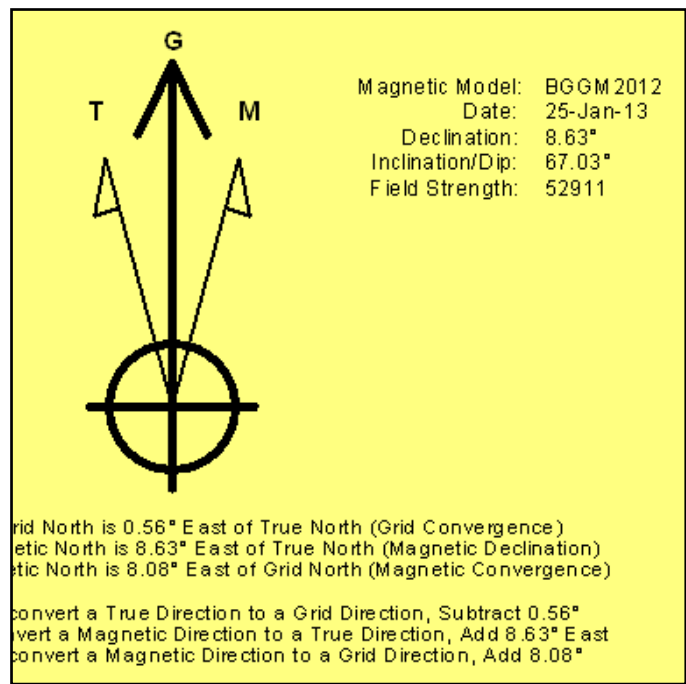 G
T
M
Magnetic Model: BGGM2012
Date: 25-Jan-13
Declination: 8.63°
Inclination/Dip: 67.03°
Field Strength: 52911
rid North is 0.56° East of True North (Grid Convergence)
etic North is 8.63° East of True North (Magnetic Declination)
etic North is 8.08° East of Grid North (Magnetic Convergence)
convert a True Direction to a Grid Direction, Subtract 0.56°
nvert a Magnetic Direction to a True Direction, Add 8.63° East
convert a Magnetic Direction to a Grid Direction, Add 8.08°